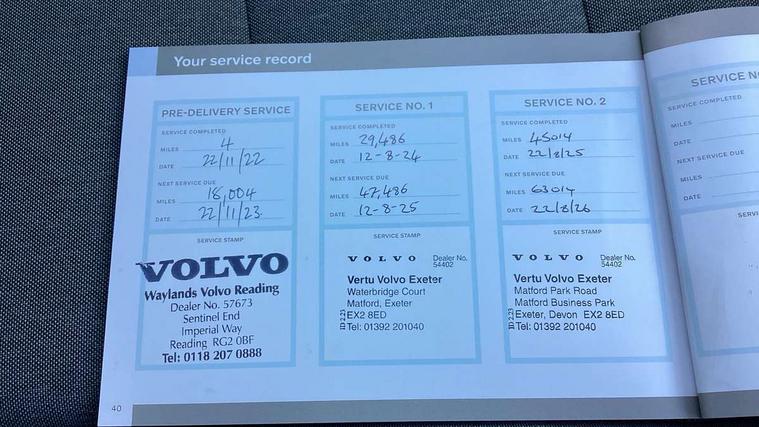 Your service record
PRE-DELIVERY SERVICE
SERVICE COMPLETED
MILES 4
DATE 22/11/22
NEXT SERVICE DUE
MILES 18,004
DATE 22/11/23.
SERVICE STAMP
VOLVO
Waylands Volvo Reading
Dealer No. 57673
Sentinel End
Imperial Way
Reading RG2 0BF
Tel: 0118 207 0888
SERVICE NO. 1
SERVICE COMPLETED
MILES 29,486
DATE 12-8-24
NEXT SERVICE DUE
MILES 47,486
DATE 12-8-25
SERVICE STAMP
VOLVO Dealer No.
54402
Vertu Volvo Exeter
Waterbridge Court
Matford, Exeter
EX2 8ED
Tel: 01392 201040
ID 2.23
SERVICE NO. 2
SERVICE COMPLETED
MILES 45014
DATE 22/8/25
NEXT SERVICE DUE
MILES 63014
DATE 22/8/26
SERVICE STAMP
VOLVO Dealer No.
54402
Vertu Volvo Exeter
Matford Park Road
Matford Business Park
Exeter, Devon EX2 8ED
Tel: 01392 201040
ID 2.23
SERVICE
SERVICE COMPLETED
MILES
DATE
NEXT SERVICE DUE
MILES
DATE
40